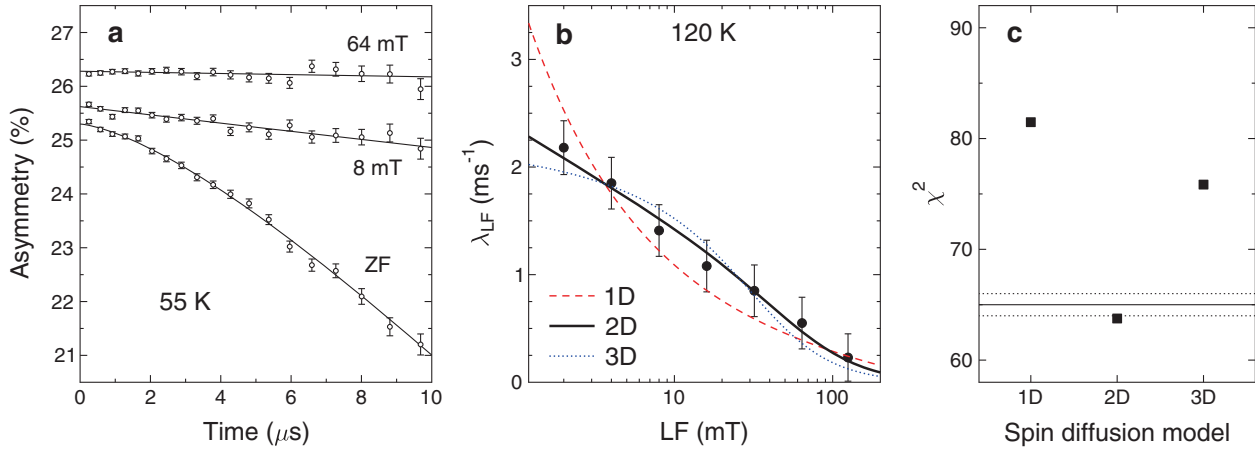 a
64 mT
8 mT
ZF
55 K
27
26
25
24
23
22
21
0
2
4
6
8
10
Asymmetry (%)
Time (μs)
b
120 K
3
2
1
0
1D
2D
3D
10
100
λLF (ms⁻¹)
LF (mT)
c
90
80
70
60
1D
2D
3D
χ²
Spin diffusion model